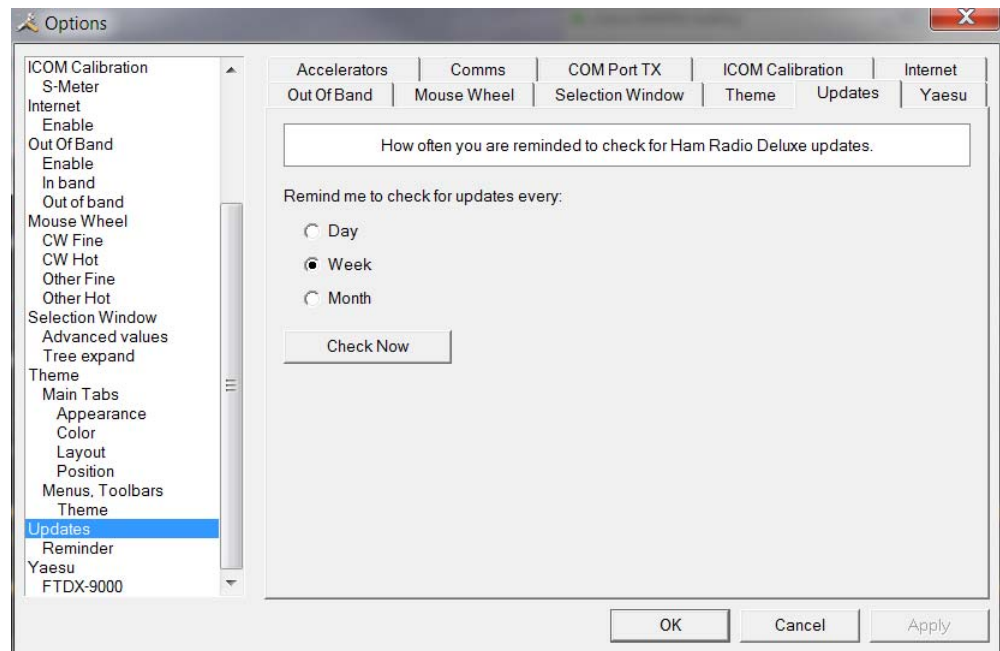 Options
ICOM Calibration
S-Meter
Internet
Enable
Out Of Band
Enable
In band
Out of band
Mouse Wheel
CW Fine
CW Hot
Other Fine
Other Hot
Selection Window
Advanced values
Tree expand
Theme
Main Tabs
Appearance
Color
Layout
Position
Menus, Toolbars
Theme
Updates
Reminder
Yaesu
FTDX-9000
Accelerators Comms COM Port TX ICOM Calibration Internet
Out Of Band Mouse Wheel Selection Window Theme Updates Yaesu
How often you are reminded to check for Ham Radio Deluxe updates.
Remind me to check for updates every:
Day
Week
Month
Check Now
OK Cancel Apply